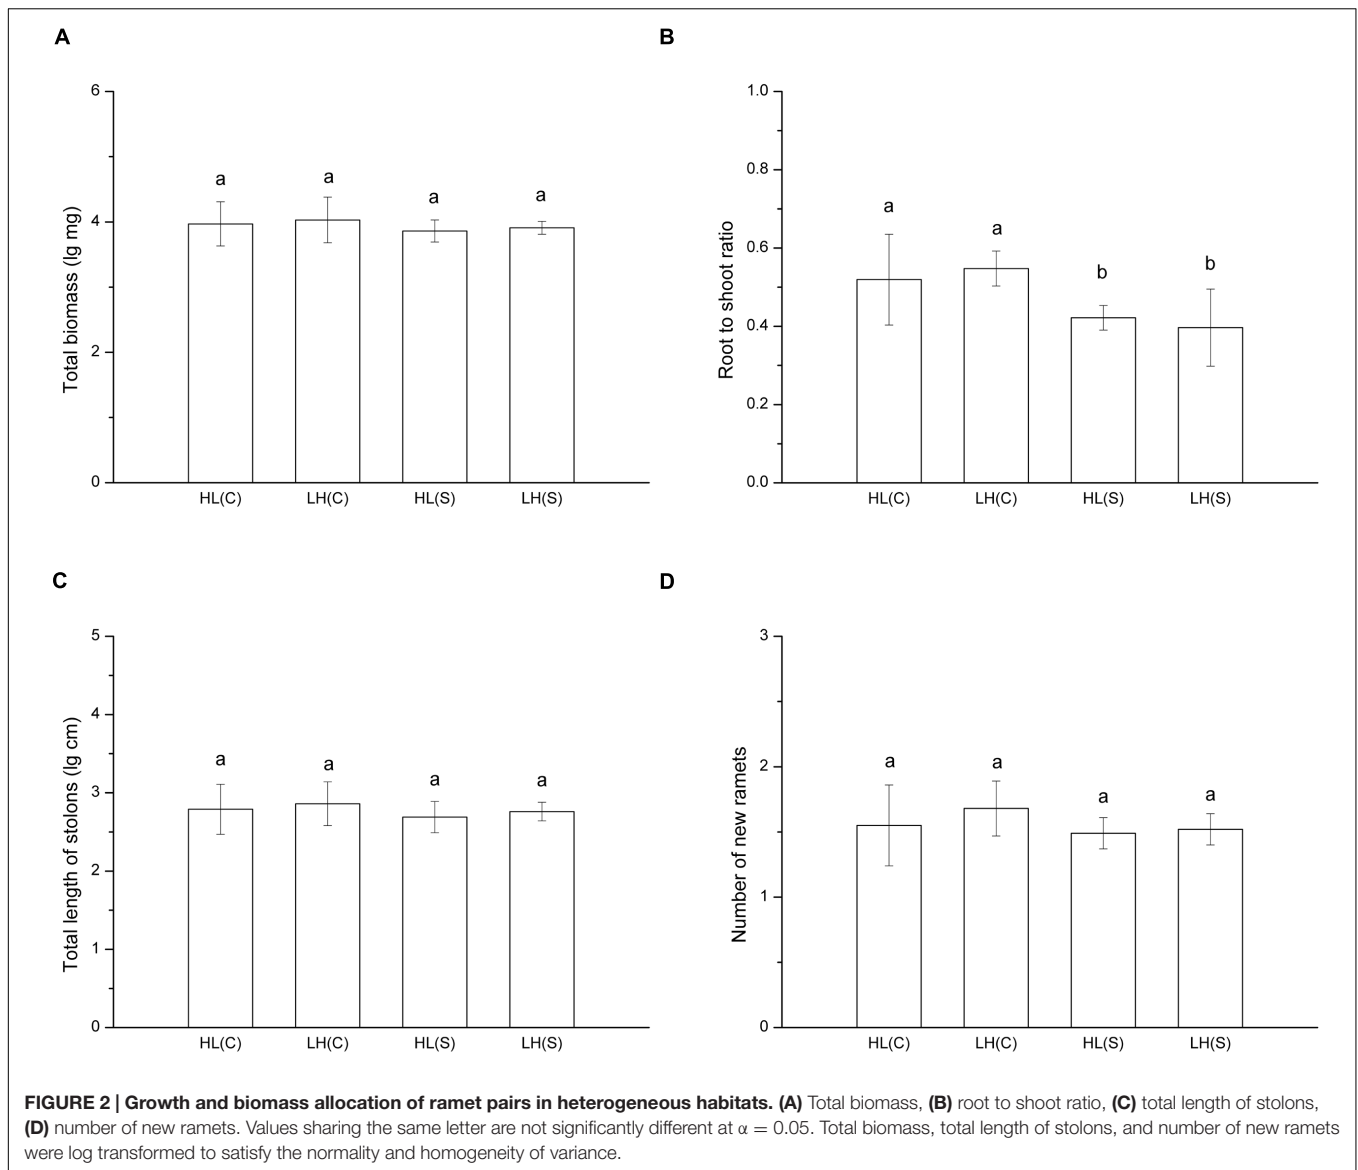 A
B
6
4
2
0
Total biomass (lg mg)
a
a
a
a
HL(C)
LH(C)
HL(S)
LH(S)
1.0
0.8
0.6
0.4
0.2
0.0
Root to shoot ratio
a
a
b
b
HL(C)
LH(C)
HL(S)
LH(S)
C
D
5
4
3
2
1
0
Total length of stolons (lg cm)
a
a
a
a
HL(C)
LH(C)
HL(S)
LH(S)
3
2
1
0
Number of new ramets
a
a
a
a
HL(C)
LH(C)
HL(S)
LH(S)
FIGURE 2 | Growth and biomass allocation of ramet pairs in heterogeneous habitats. (A) Total biomass, (B) root to shoot ratio, (C) total length of stolons,
(D) number of new ramets. Values sharing the same letter are not significantly different at α = 0.05. Total biomass, total length of stolons, and number of new ramets
were log transformed to satisfy the normality and homogeneity of variance.